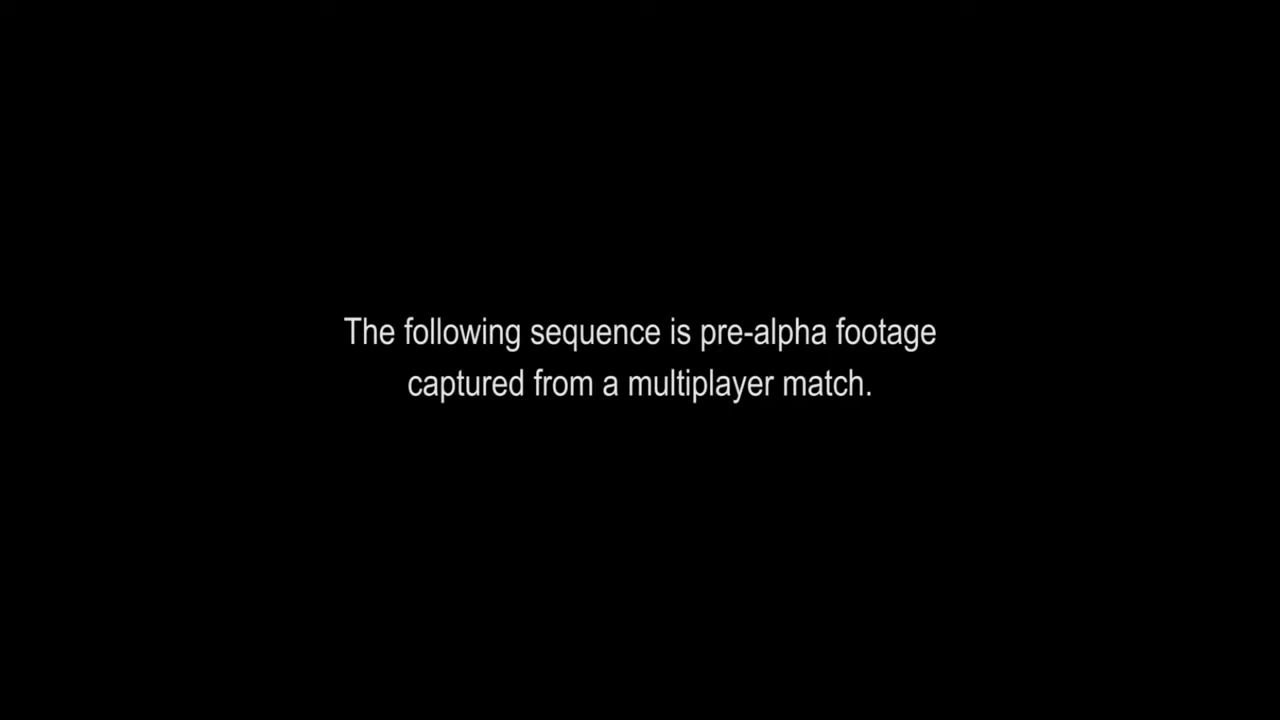 The following sequence is pre-alpha footage
captured from a multiplayer match.